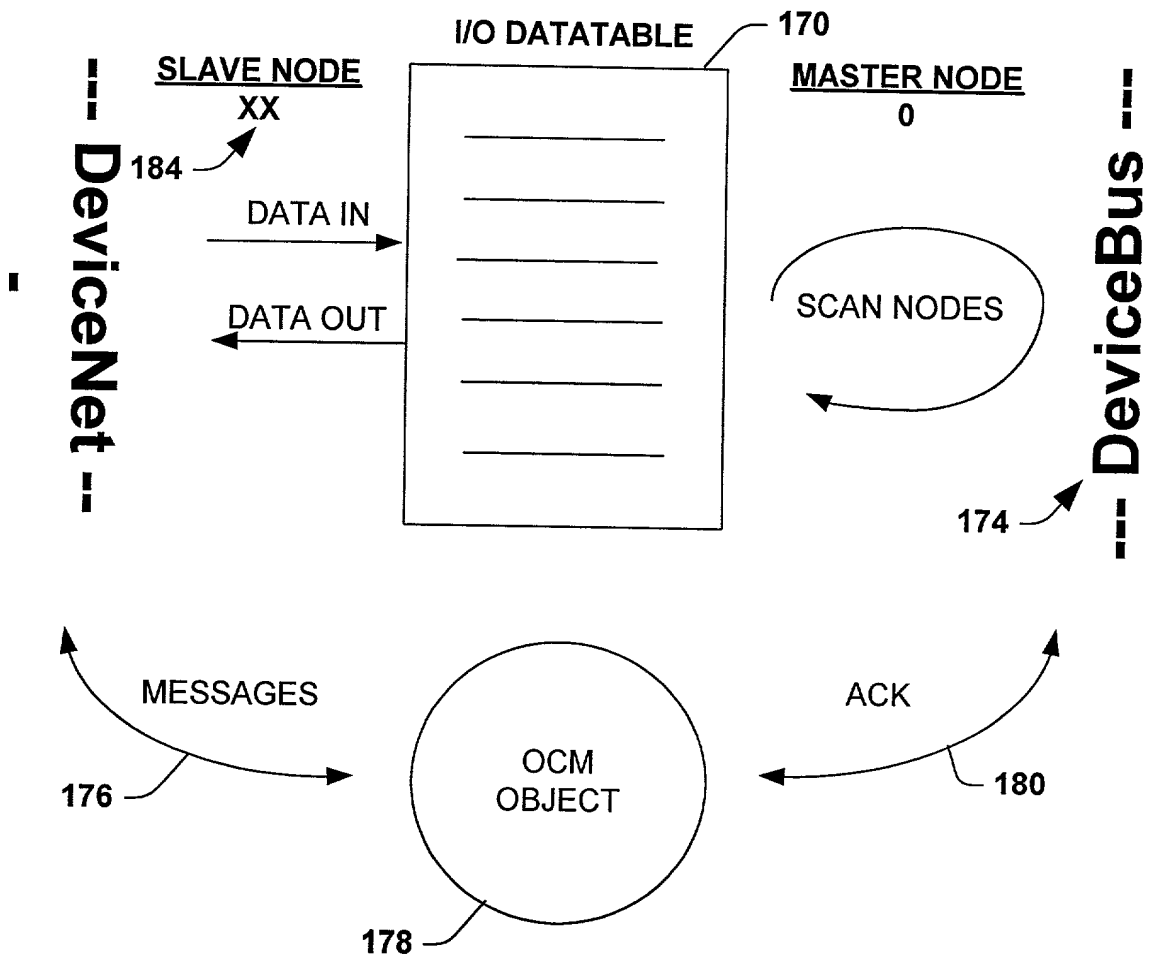 I/O DATATABLE
170
SLAVE NODE
XX
184
MASTER NODE
0
--- DeviceNet --
-
DATA IN
DATA OUT
SCAN NODES
--- DeviceBus ---
174
MESSAGES
176
OCM
OBJECT
178
ACK
180